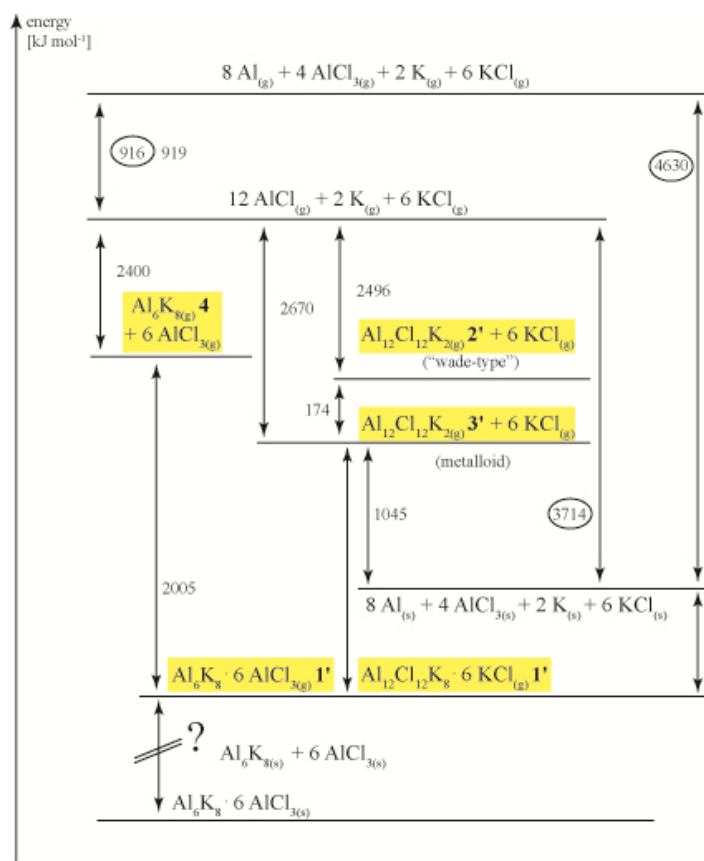 energy
[kJ mol⁻¹]
8 Al(g) + 4 AlCl3(g) + 2 K(g) + 6 KCl(g)
916 919
4630
12 AlCl(g) + 2 K(g) + 6 KCl(g)
2400
2670
2496
Al6K8(g) 4
+ 6 AlCl3(g)
Al12Cl12K2(g) 2' + 6 KCl(g)
("wade-type")
174
Al12Cl12K2(g) 3' + 6 KCl(g)
(metalloid)
1045
3714
2005
8 Al(s) + 4 AlCl3(s) + 2 K(s) + 6 KCl(s)
Al6K8 · 6 AlCl3(g) 1'
Al12Cl12K8 · 6 KCl(g) 1'
?
Al6K8(s) + 6 AlCl3(s)
Al6K8 · 6 AlCl3(s)